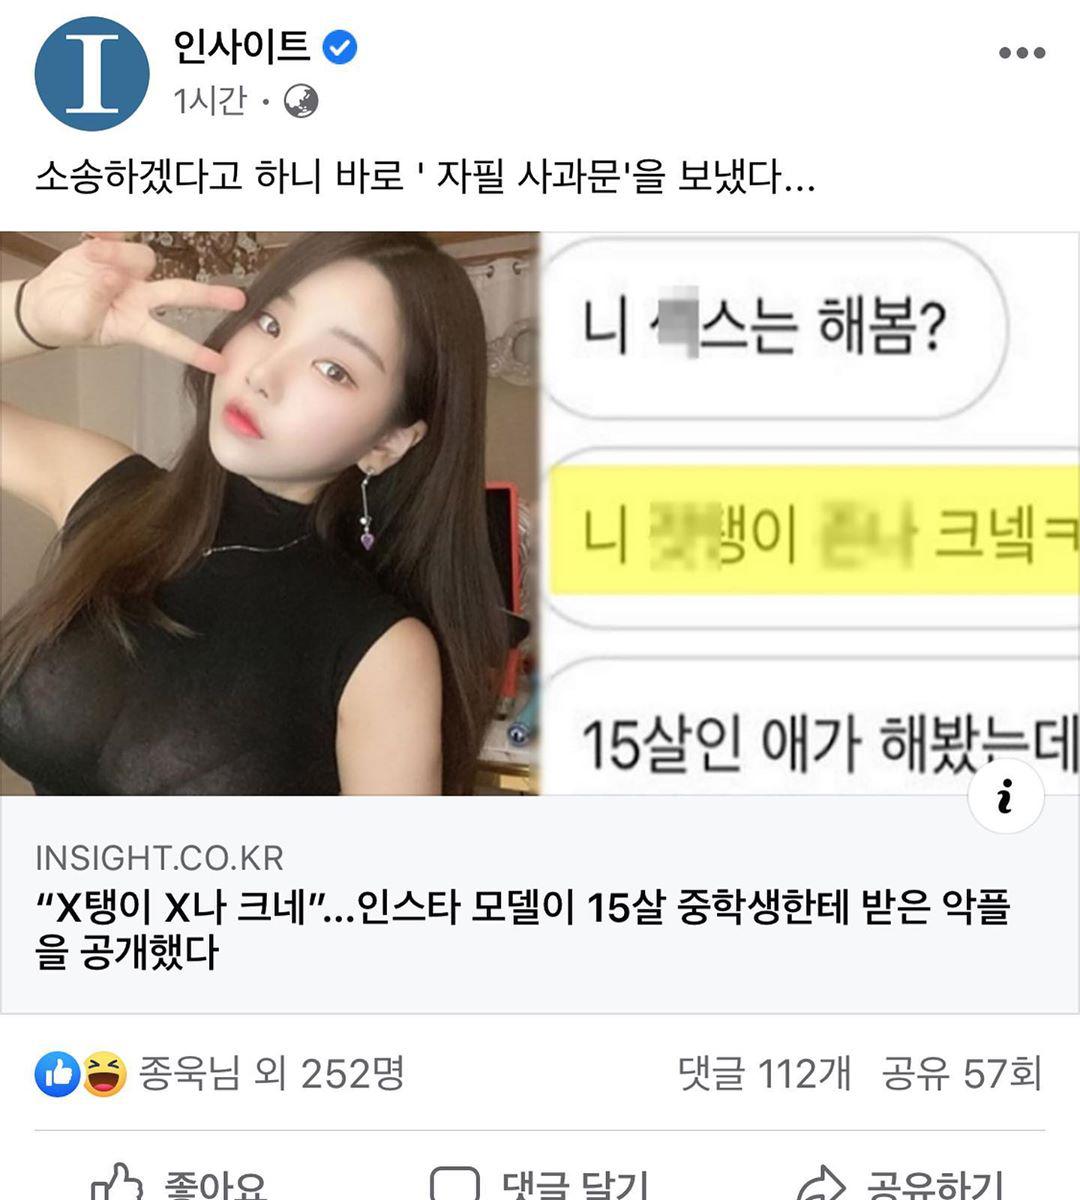 인사이트
1시간 ·
소송하겠다고 하니 바로 ' 자필 사과문'을 보냈다...
니 스는 해봄?
니 탱이 크넼ㅋ
15살인 애가 해봤는데
INSIGHT.CO.KR
“X탱이 X나 크네”...인스타 모델이 15살 중학생한테 받은 악플
을 공개했다
종욱님 외 252명
댓글 112개 공유 57회
좋아요 댓글 달기 공유하기